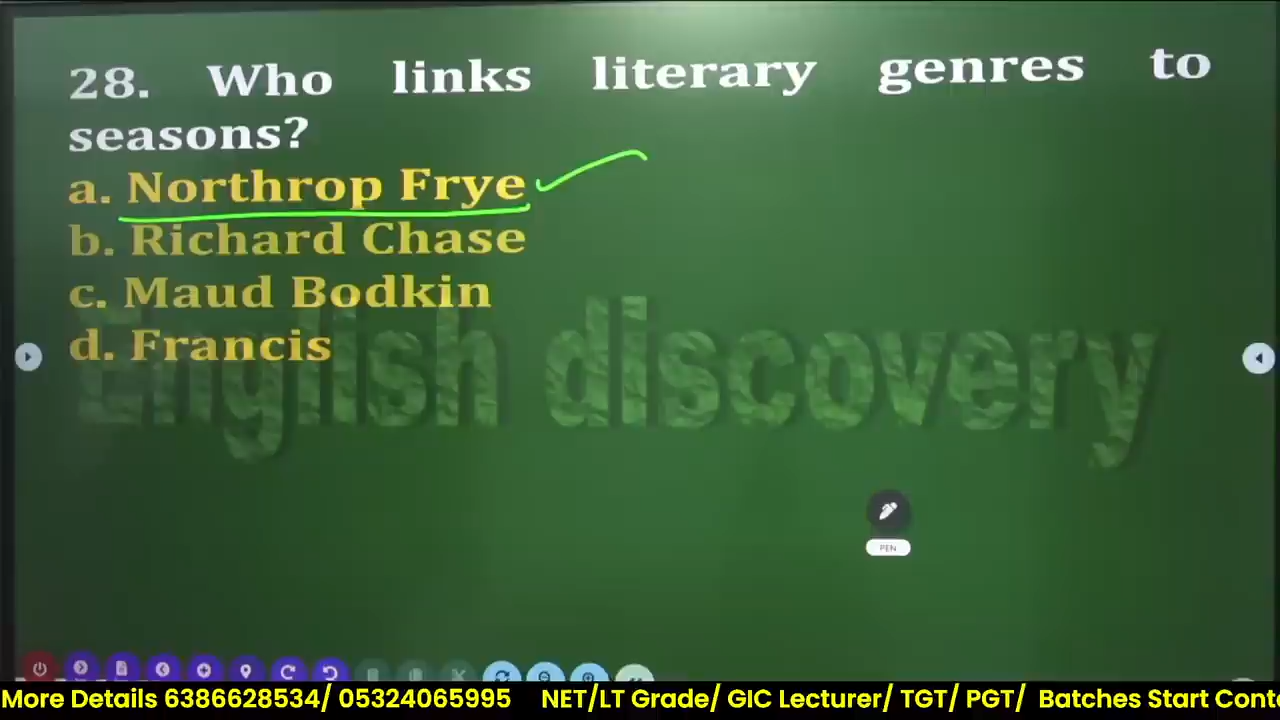 28. Who links literary genres to
seasons?
a. Northrop Frye
b. Richard Chase
c. Maud Bodkin
d. Francis
English discovery
PEN
More Details 6386628534/ 05324065995 NET/LT Grade/ GIC Lecturer/ TGT/ PGT/ Batches Start Cont